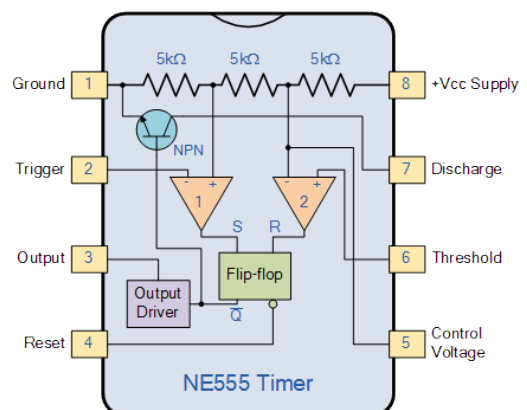 5kΩ 5kΩ 5kΩ
Ground 1 8 +Vcc Supply
NPN
Trigger 2 7 Discharge
- + - +
1 2
S R
Output 3 6 Threshold
Flip-flop
Output
Driver
Q̅
Reset 4 5 Control
Voltage
NE555 Timer